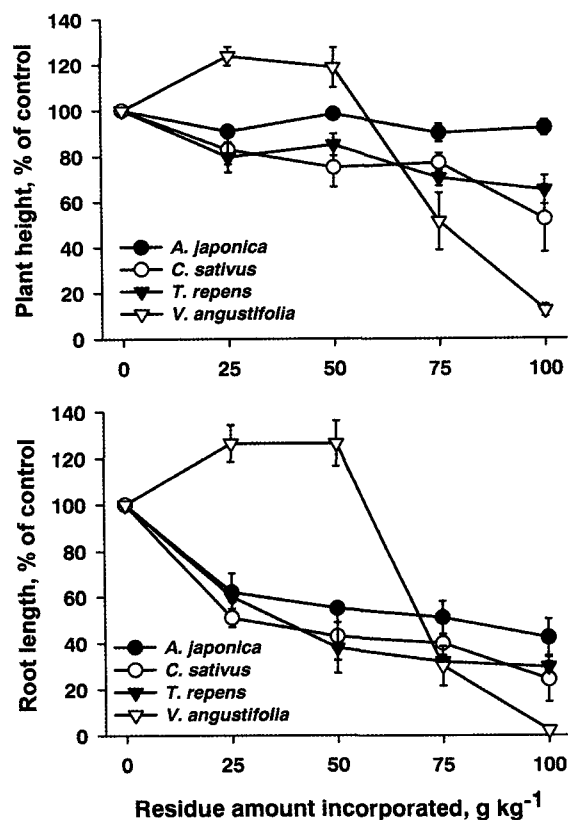 Plant height, % of control
140
120
100
80
60
40
20
0
A. japonica
C. sativus
T. repens
V. angustifolia
0 25 50 75 100
Root length, % of control
140
120
100
80
60
40
20
0
A. japonica
C. sativus
T. repens
V. angustifolia
0 25 50 75 100
Residue amount incorporated, g kg-1